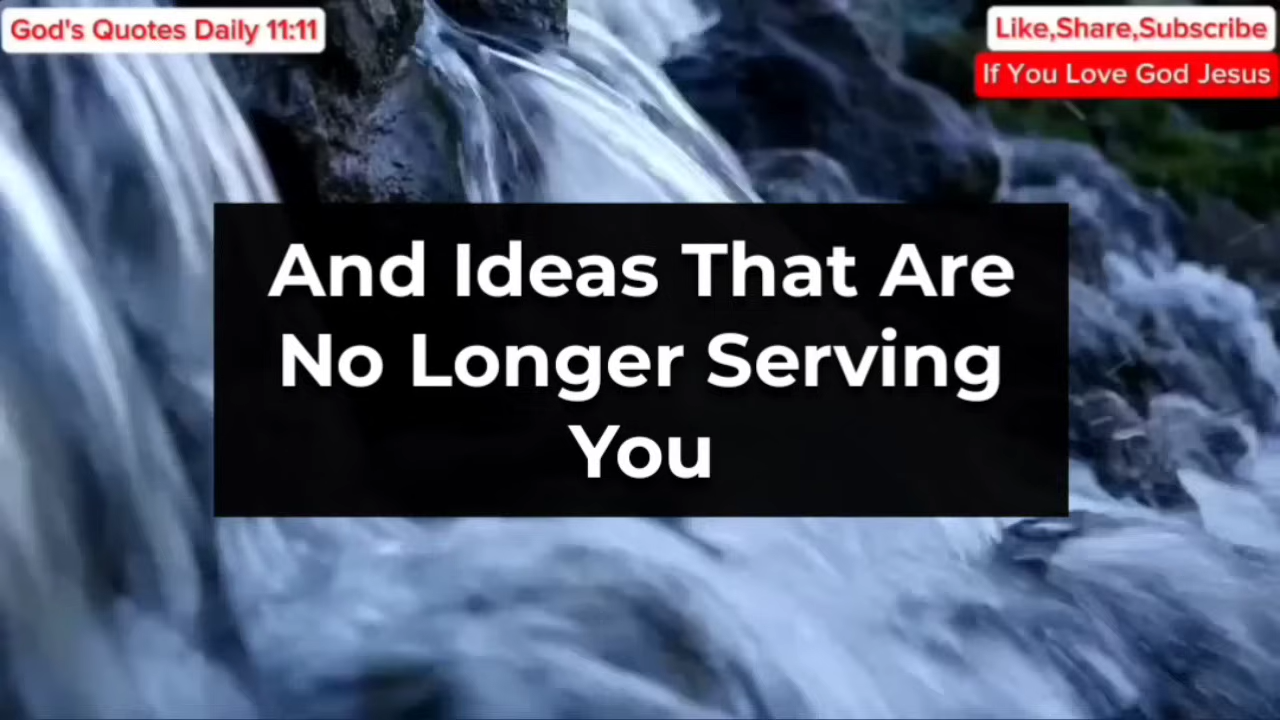 God's Quotes Daily 11:11
Like,Share,Subscribe
If You Love God Jesus
And Ideas That Are
No Longer Serving
You